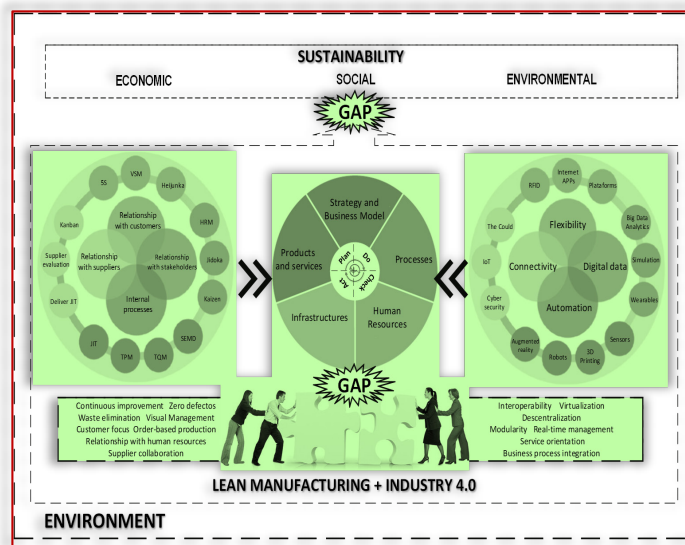 SUSTAINABILITY
ECONOMIC
SOCIAL
ENVIRONMENTAL
GAP
VSM
5S
Heijunka
Kanban
HRM
Supplier
evaluation
Jidoka
Deliver JIT
Kaizen
JIT
SEMD
TPM
TQM
Relationship
with customers
Relationship
with suppliers
Relationship
with stakeholders
Internal
processes
Strategy and
Business Model
Products
and services
Processes
Infrastructures
Human
Resources
Plan
Do
Check
Act
Internet
APPs
RFID
Plataforms
The Could
Big Data
Analytics
IoT
Simulation
Cyber
security
Wearables
Augmented
reality
Sensors
Robots
3D
Printing
Flexibility
Connectivity
Digital data
Automation
GAP
Continuous improvement Zero defectos
Waste elimination Visual Management
Customer focus Order-based production
Relationship with human resources
Supplier collaboration
Interoperability Virtualization
Descentralization
Modularity Real-time management
Service orientation
Business process integration
LEAN MANUFACTURING + INDUSTRY 4.0
ENVIRONMENT